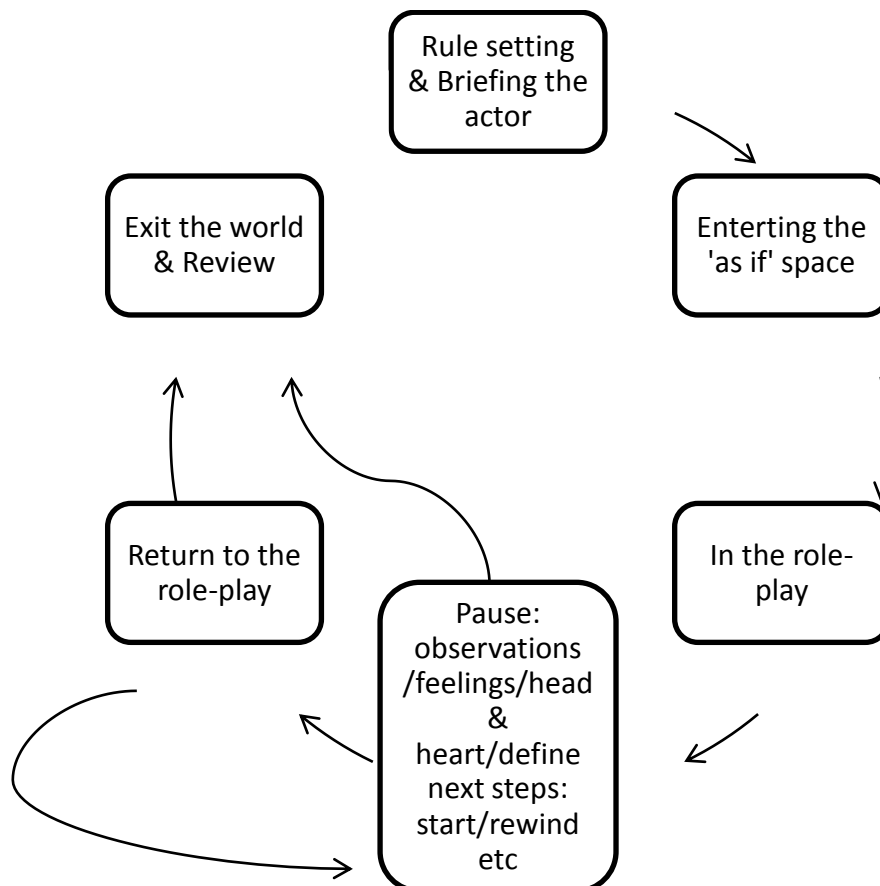 Rule setting
& Briefing the
actor
Enterting the
'as if' space
In the role-
play
Pause:
observations
/feelings/head
&
heart/define
next steps:
start/rewind
etc
Return to the
role-play
Exit the world
& Review